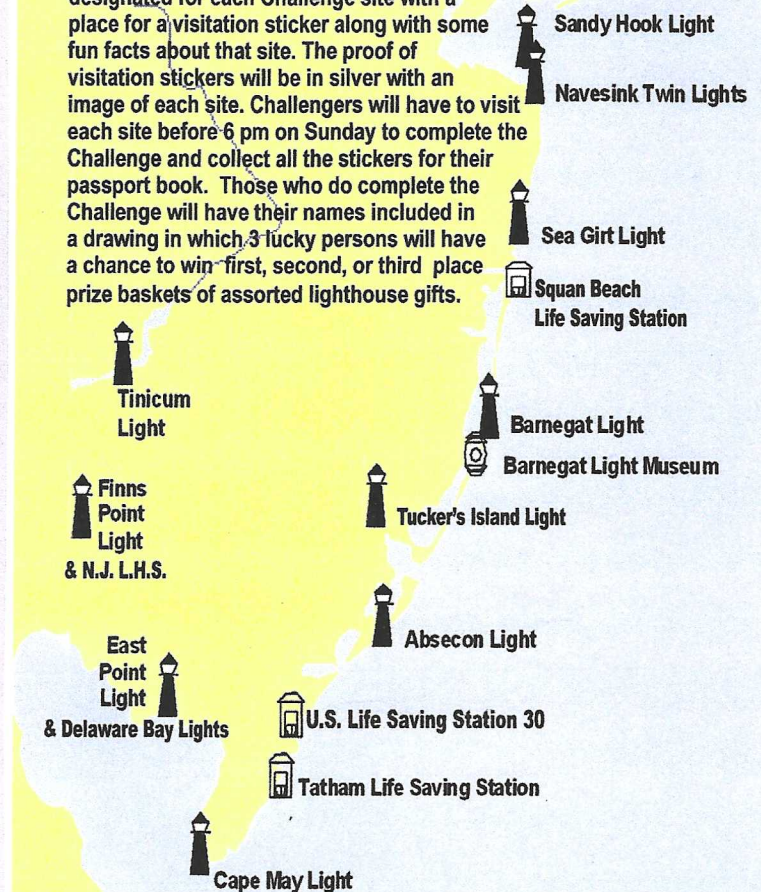 designated for each Challenge site with a
place for a visitation sticker along with some
fun facts about that site. The proof of
visitation stickers will be in silver with an
image of each site. Challengers will have to visit
each site before 6 pm on Sunday to complete the
Challenge and collect all the stickers for their
passport book. Those who do complete the
Challenge will have their names included in
a drawing in which 3 lucky persons will have
a chance to win first, second, or third place
prize baskets of assorted lighthouse gifts.
Sandy Hook Light
Navesink Twin Lights
Sea Girt Light
Squan Beach
Life Saving Station
Tinicum
Light
Barnegat Light
Barnegat Light Museum
Finns
Point
Light
& N.J. L.H.S.
Tucker's Island Light
Absecon Light
East
Point
Light
& Delaware Bay Lights
U.S. Life Saving Station 30
Tatham Life Saving Station
Cape May Light